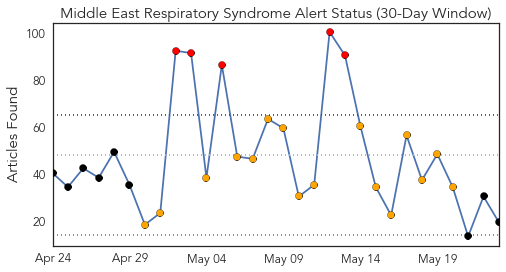 Middle East Respiratory Syndrome Alert Status (30-Day Window)
Articles Found
100
80
60
40
20
Apr 24 Apr 29 May 04 May 09 May 14 May 19